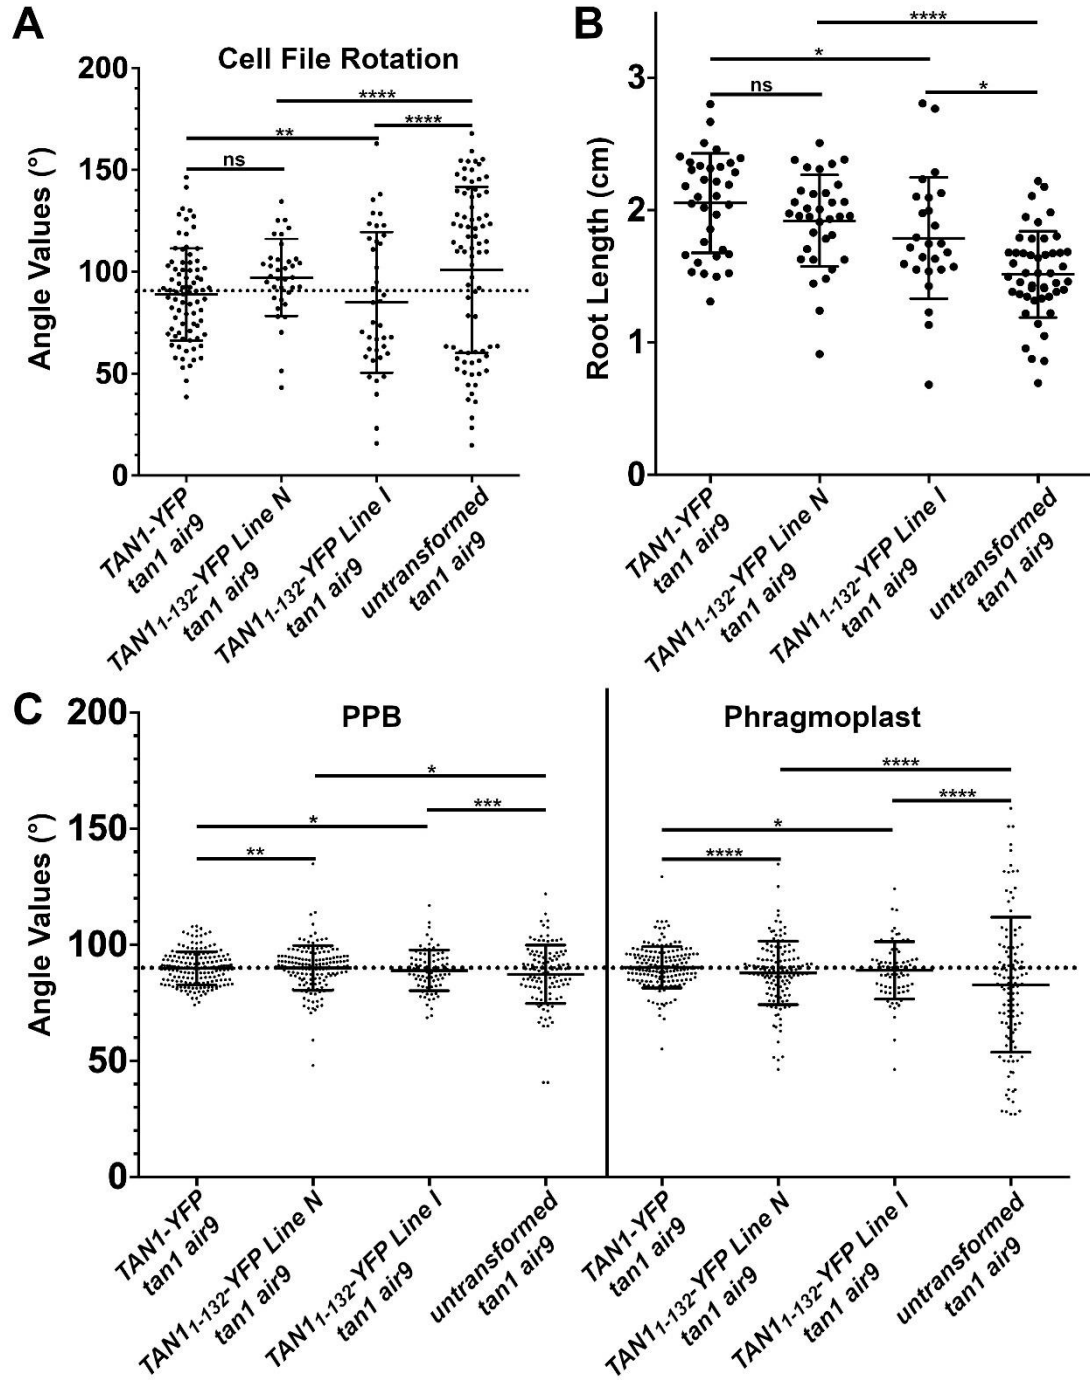 A
Cell File Rotation
Angle Values (°)
200
150
100
50
0
****
****
**
ns
TAN1-YFP
tan1 air9
TAN1₁₋₁₃₂-YFP Line N
tan1 air9
TAN1₁₋₁₃₂-YFP Line I
tan1 air9
untransformed
tan1 air9
B
Root Length (cm)
3
2
1
0
****
*
ns
*
TAN1-YFP
tan1 air9
TAN1₁₋₁₃₂-YFP Line N
tan1 air9
TAN1₁₋₁₃₂-YFP Line I
tan1 air9
untransformed
tan1 air9
C
PPB
Phragmoplast
Angle Values (°)
200
150
100
50
0
*
***
*
**
****
****
*
****
TAN1-YFP
tan1 air9
TAN1₁₋₁₃₂-YFP Line N
tan1 air9
TAN1₁₋₁₃₂-YFP Line I
tan1 air9
untransformed
tan1 air9
TAN1-YFP
tan1 air9
TAN1₁₋₁₃₂-YFP Line N
tan1 air9
TAN1₁₋₁₃₂-YFP Line I
tan1 air9
untransformed
tan1 air9